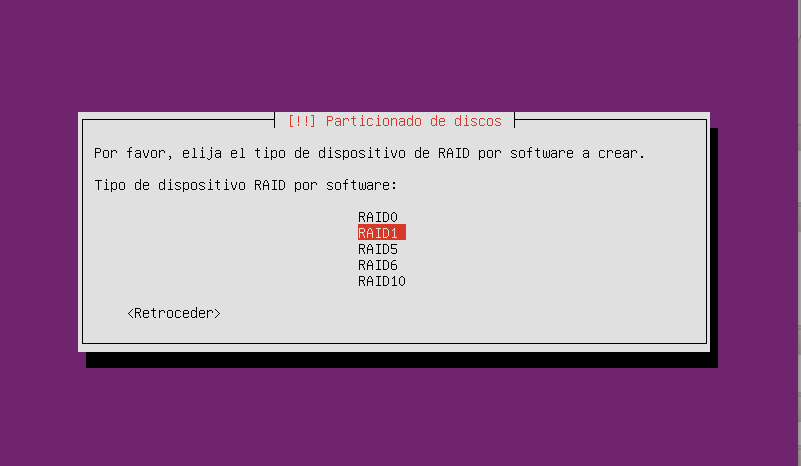 [!!] Particionado de discos
Por favor, elija el tipo de dispositivo de RAID por software a crear.
Tipo de dispositivo RAID por software:
RAID0
RAID1
RAID5
RAID6
RAID10
<Retroceder>